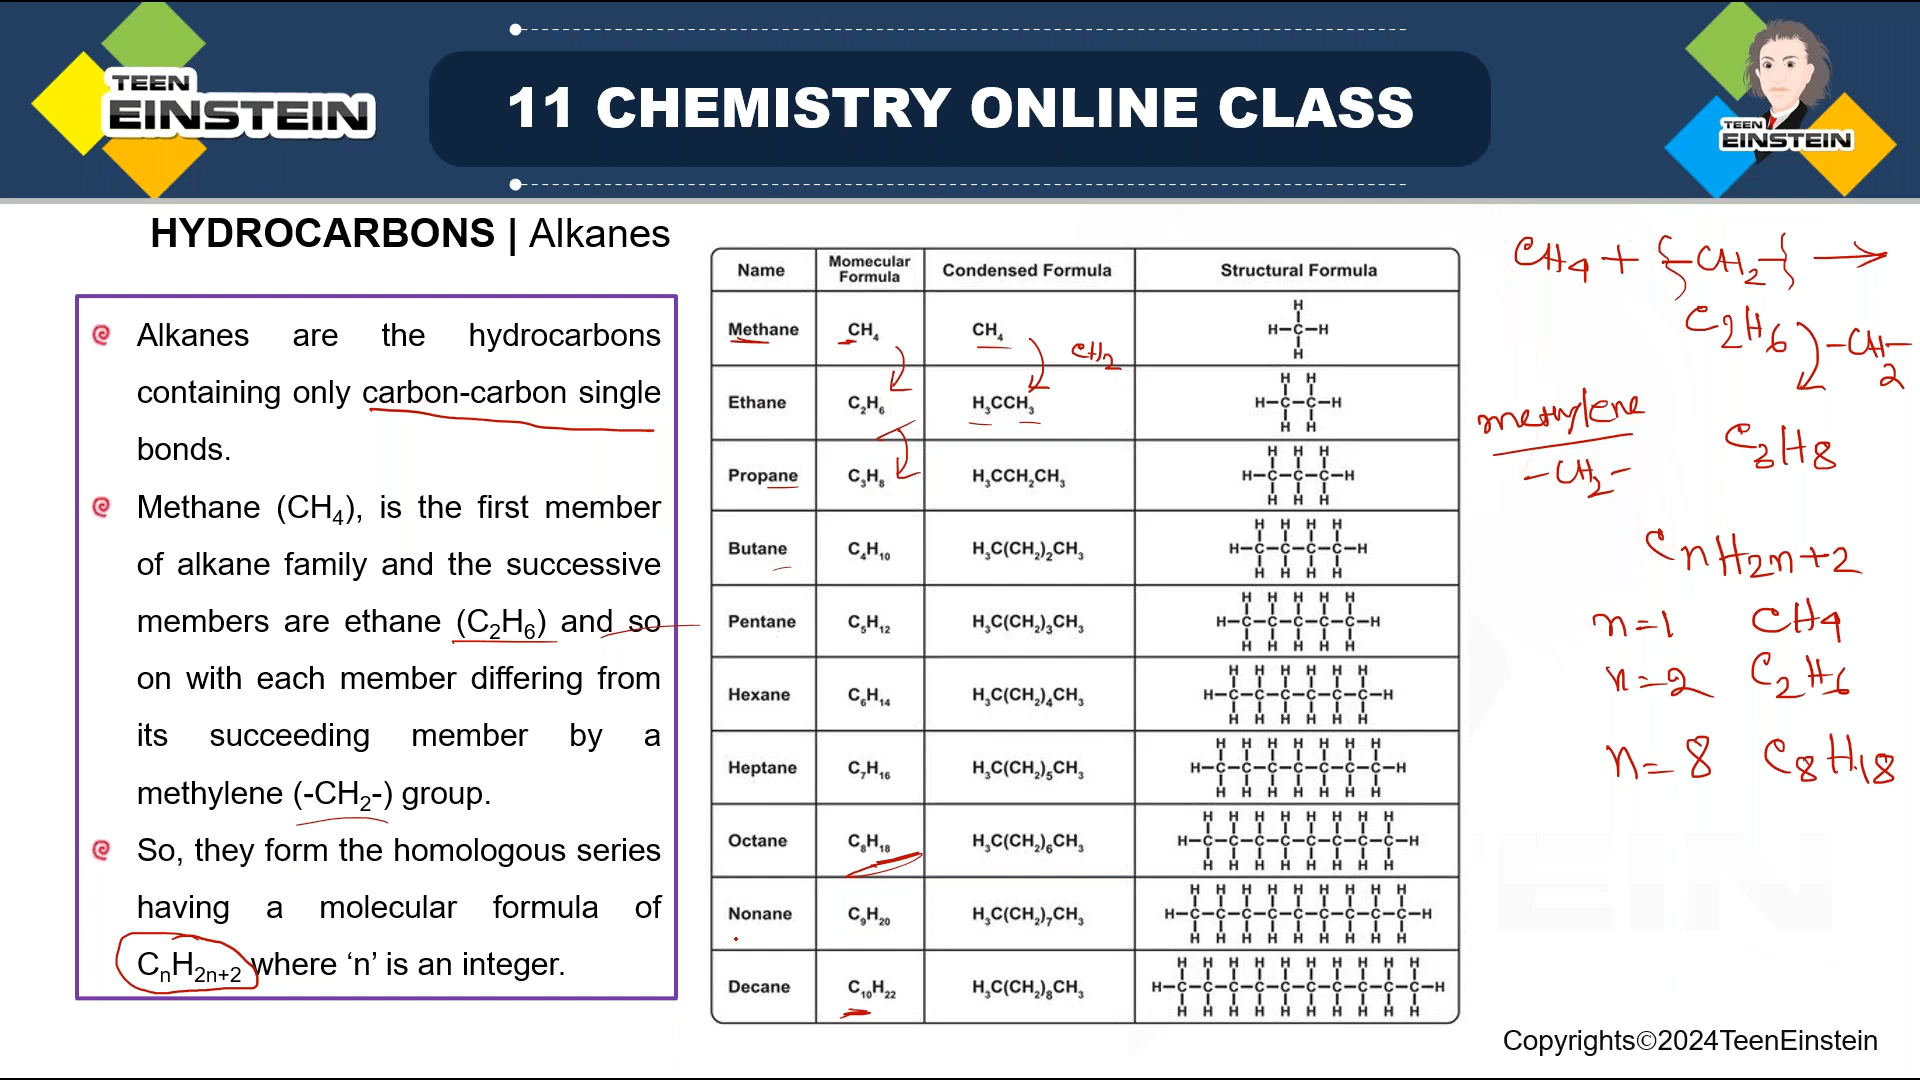 TEEN
EINSTEIN
11 CHEMISTRY ONLINE CLASS
TEEN
EINSTEIN
HYDROCARBONS | Alkanes
Alkanes are the hydrocarbons
containing only carbon-carbon single
bonds.
Methane (CH₄), is the first member
of alkane family and the successive
members are ethane (C₂H₆) and so
on with each member differing from
its succeeding member by a
methylene (-CH₂-) group.
So, they form the homologous series
having a molecular formula of
CₙH₂ₙ₊₂ where ‘n’ is an integer.
Name Momecular Formula Condensed Formula Structural Formula
Methane CH₄ CH₄
H
H-C-H
H
CH₂
Ethane C₂H₆ H₃CCH₃
H H
H-C-C-H
H H
Propane C₃H₈ H₃CCH₂CH₃
H H H
H-C-C-C-H
H H H
Butane C₄H₁₀ H₃C(CH₂)₂CH₃
H H H H
H-C-C-C-C-H
H H H H
Pentane C₅H₁₂ H₃C(CH₂)₃CH₃
H H H H H
H-C-C-C-C-C-H
H H H H H
Hexane C₆H₁₄ H₃C(CH₂)₄CH₃
H H H H H H
H-C-C-C-C-C-C-H
H H H H H H
Heptane C₇H₁₆ H₃C(CH₂)₅CH₃
H H H H H H H
H-C-C-C-C-C-C-C-H
H H H H H H H
Octane C₈H₁₈ H₃C(CH₂)₆CH₃
H H H H H H H H
H-C-C-C-C-C-C-C-C-H
H H H H H H H H
Nonane C₉H₂₀ H₃C(CH₂)₇CH₃
H H H H H H H H H
H-C-C-C-C-C-C-C-C-C-H
H H H H H H H H H
Decane C₁₀H₂₂ H₃C(CH₂)₈CH₃
H H H H H H H H H H
H-C-C-C-C-C-C-C-C-C-C-H
H H H H H H H H H H
CH₄ + {-CH₂-} →
C₂H₆ -CH₂-
methylene
-CH₂-
C₃H₈
CₙH₂ₙ₊₂
n=1 CH₄
n=2 C₂H₆
n=8 C₈H₁₈
Copyrights©2024TeenEinstein